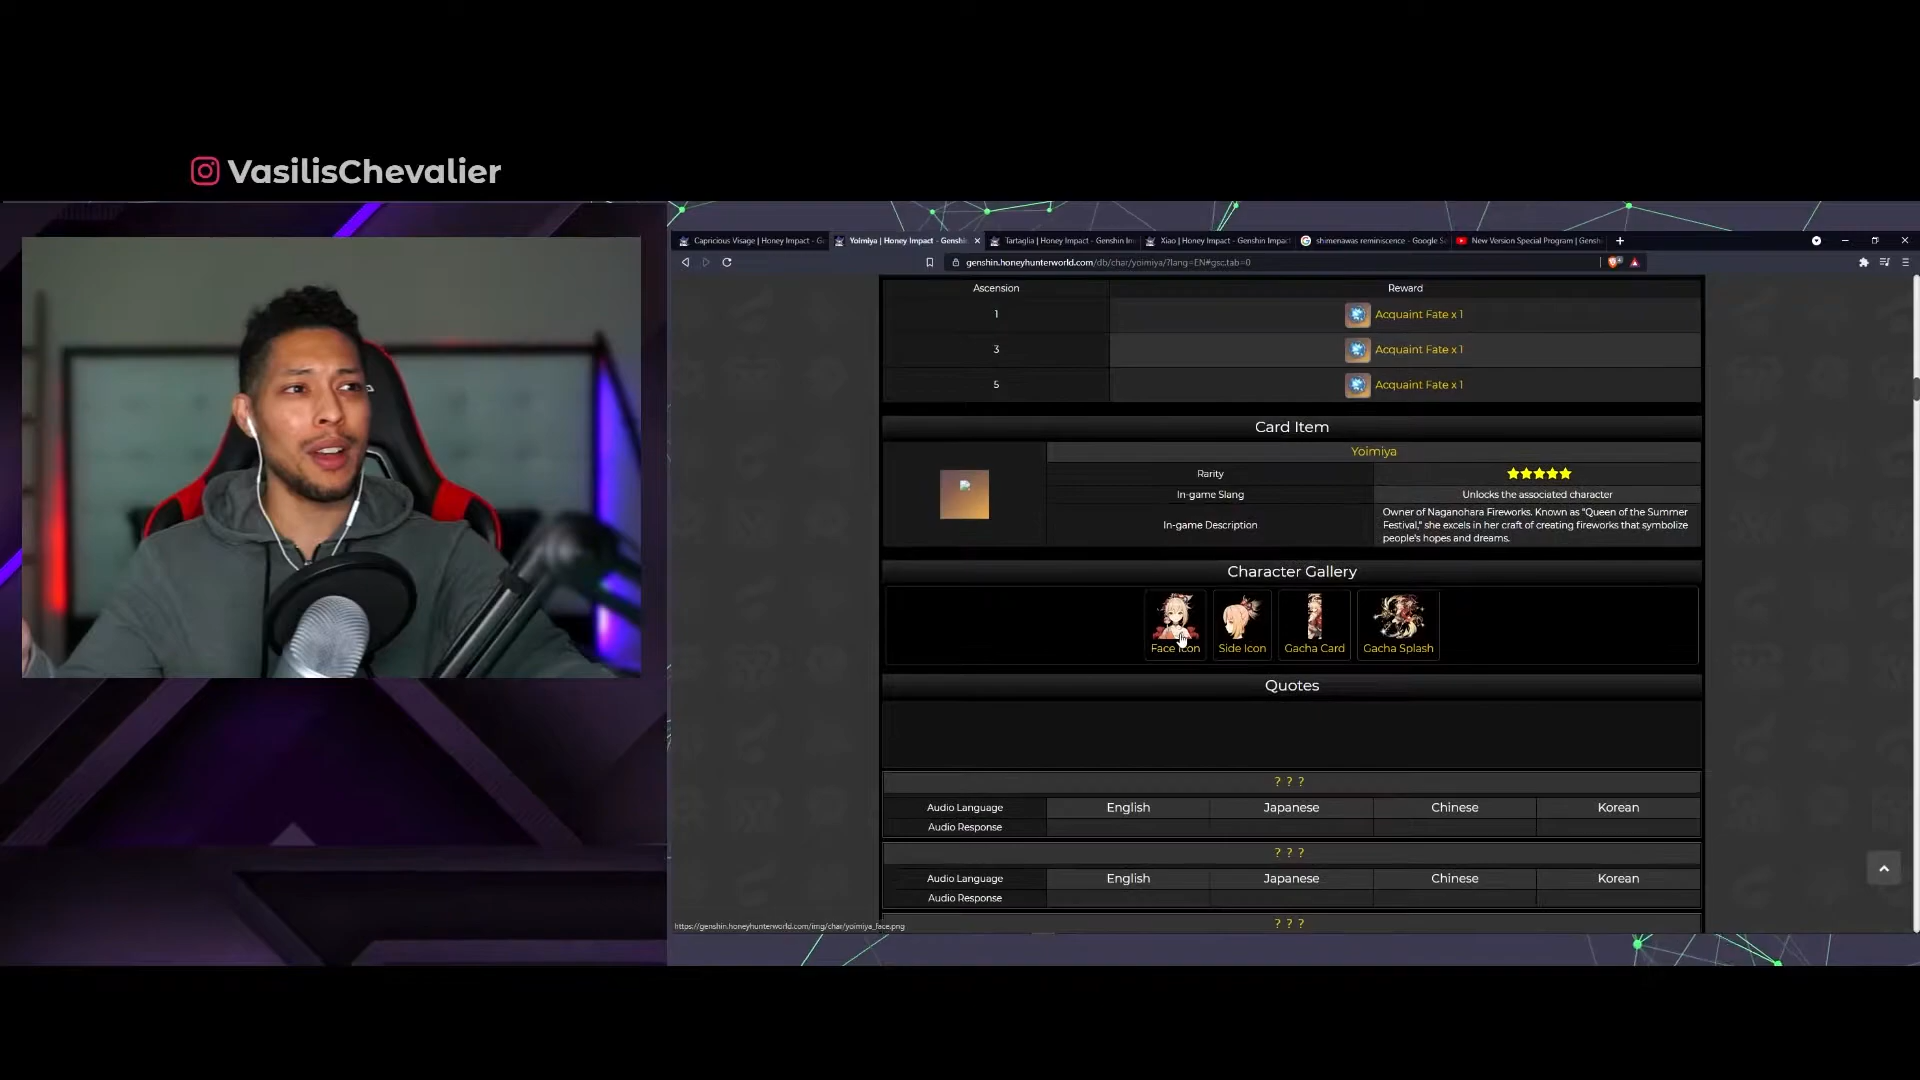 VasilisChevalier
Capricious Visage | Honey Impact - Ge
Yoimiya | Honey Impact - Genshin
Tartaglia | Honey Impact - Genshin Im
Xiao | Honey Impact - Genshin Impact
shimenawas reminiscence - Google Se
New Version Special Program | Genshi
genshin.honeyhunterworld.com/db/char/yoimiya/?lang=EN#gsc.tab=0
Ascension Reward
1 Acquaint Fate x 1
3 Acquaint Fate x 1
5 Acquaint Fate x 1
Card Item
Yoimiya
Rarity
In-game Slang Unlocks the associated character
In-game Description
Owner of Naganohara Fireworks. Known as "Queen of the Summer
Festival," she excels in her craft of creating fireworks that symbolize
people's hopes and dreams.
Character Gallery
Face Icon Side Icon Gacha Card Gacha Splash
Quotes
? ? ?
Audio Language English Japanese Chinese Korean
Audio Response
? ? ?
Audio Language English Japanese Chinese Korean
Audio Response
? ? ?
https://genshin.honeyhunterworld.com/img/char/yoimiya_face.png